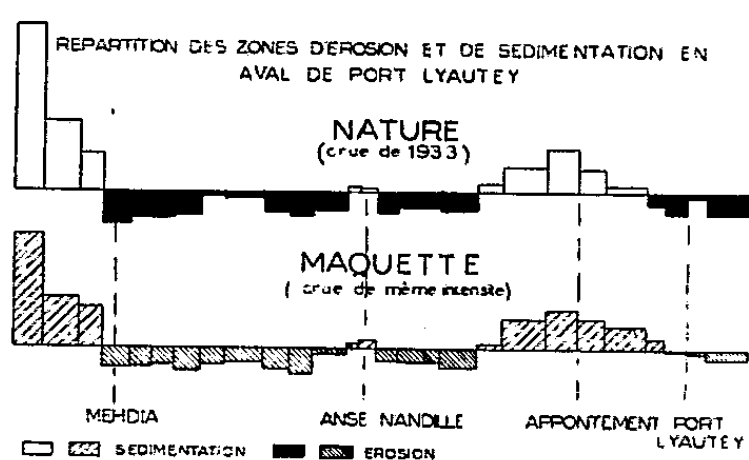 REPARTITION DES ZONES D'EROSION ET DE SEDIMENTATION EN
AVAL DE PORT LYAUTEY
NATURE
(crue de 1933)
MAQUETTE
( crue de même intensite)
MEHDIA
ANSE NANDILLE
APPONTEMENT
PORT
LYAUTEY
SEDIMENTATION
EROSION